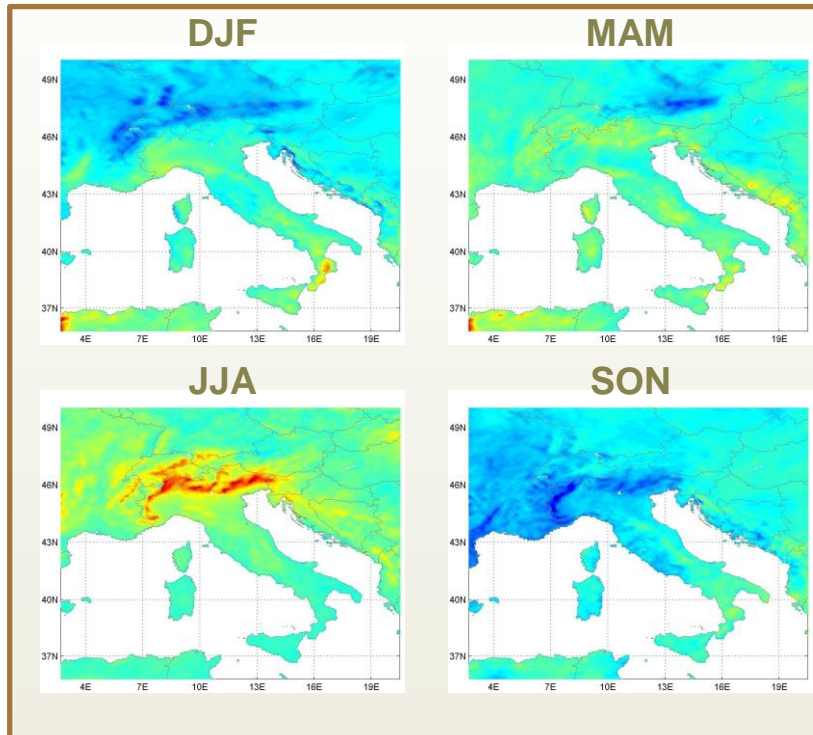 DJF MAM
49N 49N
46N 46N
43N 43N
40N 40N
37N 37N
4E 7E 10E 13E 16E 19E 4E 7E 10E 13E 16E 19E
JJA SON
49N 49N
46N 46N
43N 43N
40N 40N
37N 37N
4E 7E 10E 13E 16E 19E 4E 7E 10E 13E 16E 19E